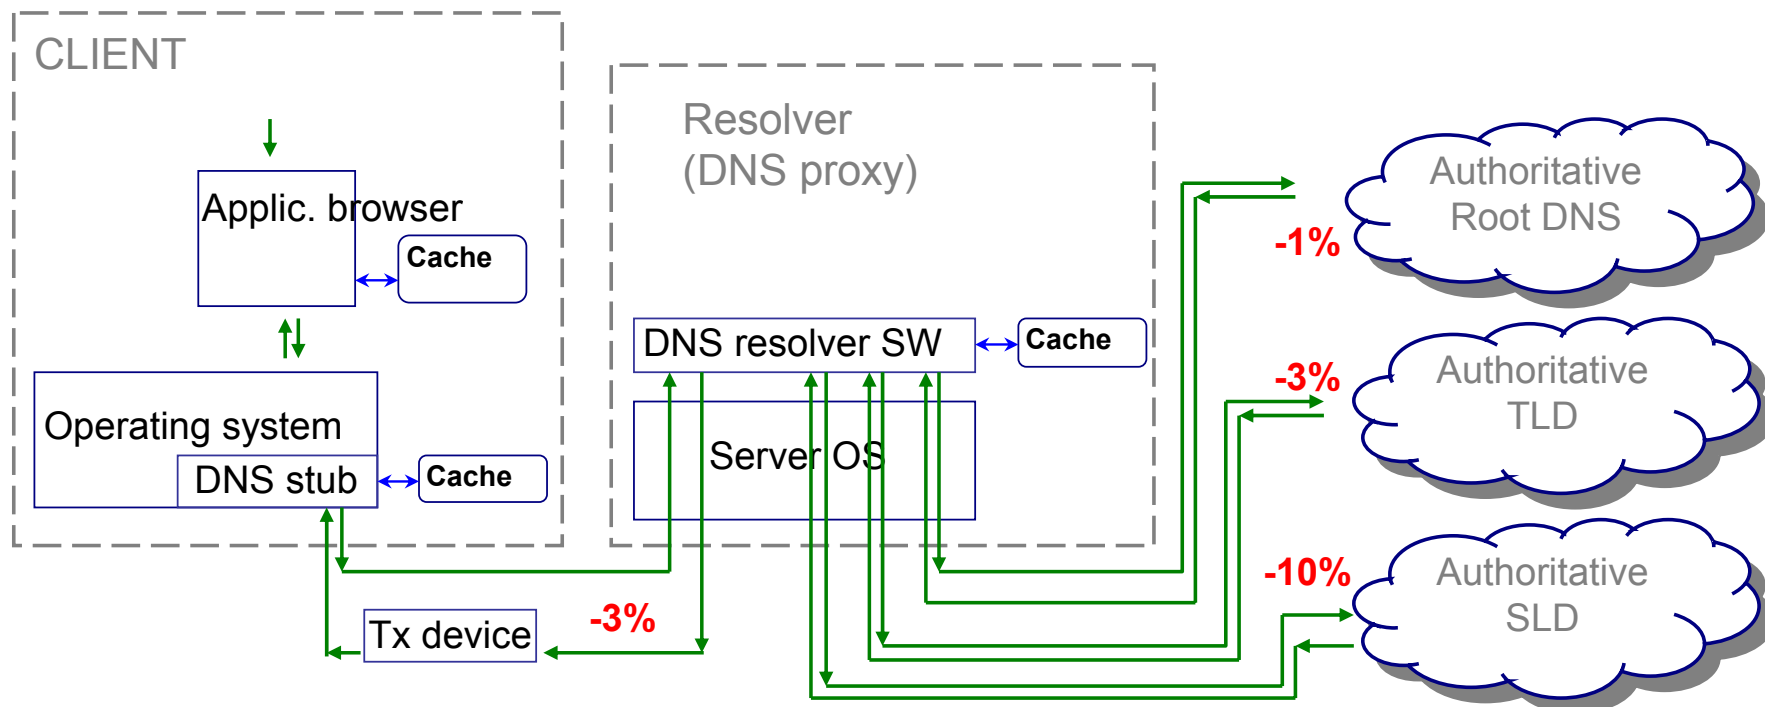 CLIENT
Applic. browser
Cache
Operating system
DNS stub
Cache
Tx device
-3%
Resolver
(DNS proxy)
DNS resolver SW
Cache
Server OS
-1%
Authoritative
Root DNS
-3%
Authoritative
TLD
-10%
Authoritative
SLD